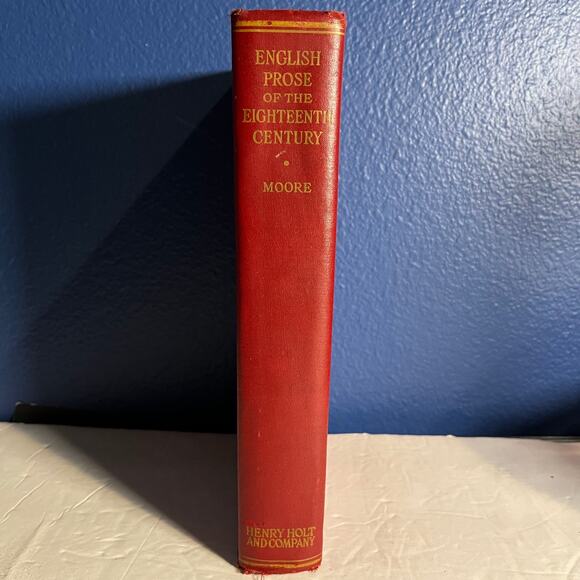 ENGLISH
PROSE
OF THE
EIGHTEENTH
CENTURY
MOORE
HENRY HOLT
AND COMPANY